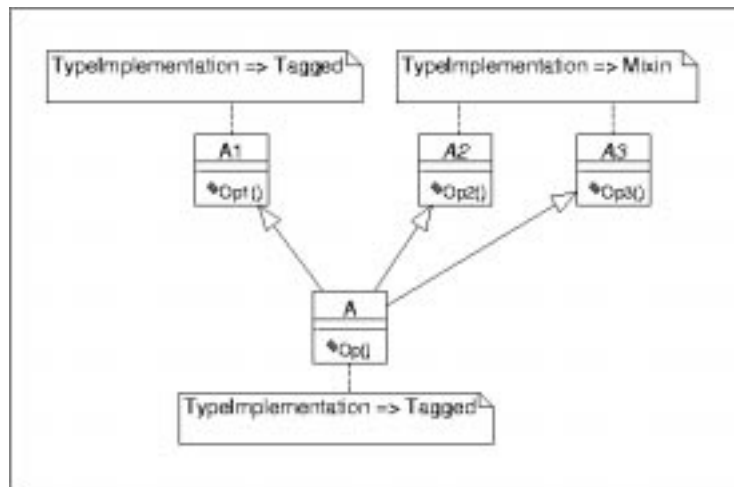 TypeImplementation => Tagged
TypeImplementation => Mixin
A1
A2
A3
Op1()
Op2()
Op3()
A
Op()
TypeImplementation => Tagged